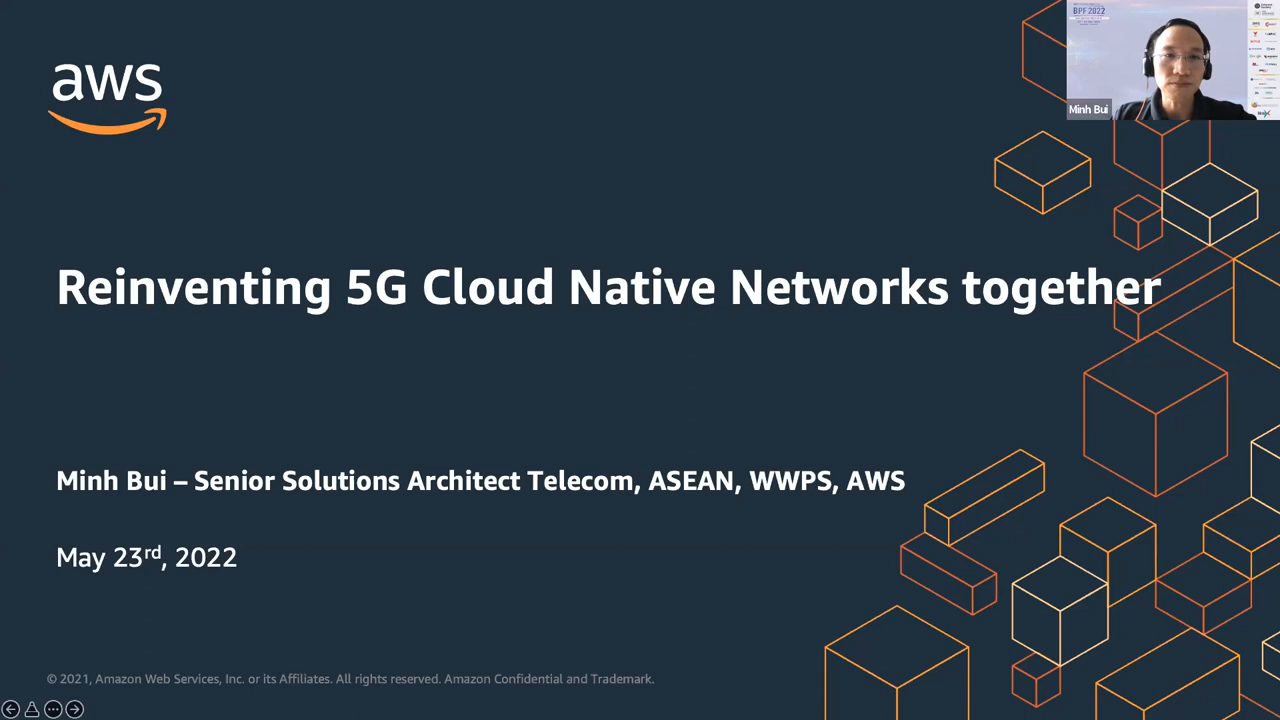 aws
BPF 2022
Minh Bui
Reinventing 5G Cloud Native Networks together
Minh Bui – Senior Solutions Architect Telecom, ASEAN, WWPS, AWS
May 23rd, 2022
© 2021, Amazon Web Services, Inc. or its Affiliates. All rights reserved. Amazon Confidential and Trademark.